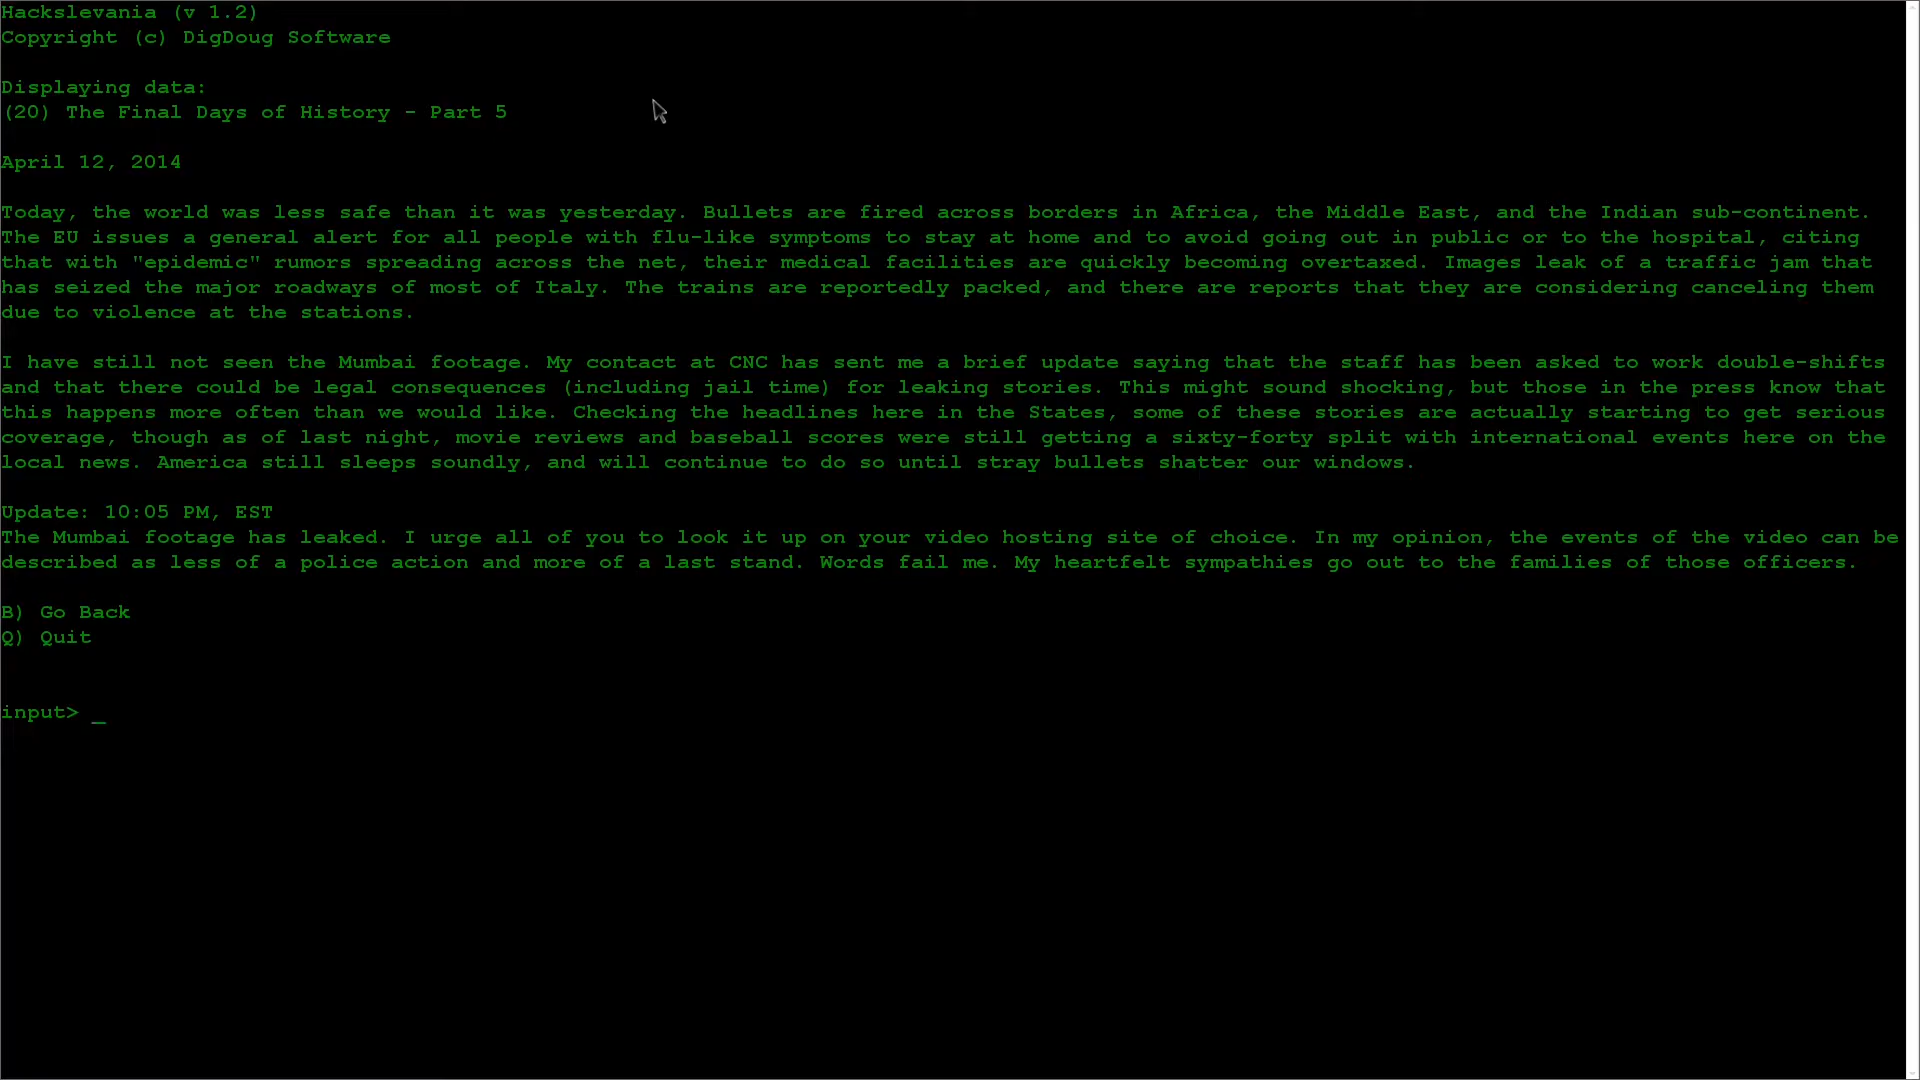 Hackslevania (v 1.2)
Copyright (c) DigDoug Software
Displaying data:
(20) The Final Days of History - Part 5
April 12, 2014
Today, the world was less safe than it was yesterday. Bullets are fired across borders in Africa, the Middle East, and the Indian sub-continent.
The EU issues a general alert for all people with flu-like symptoms to stay at home and to avoid going out in public or to the hospital, citing
that with "epidemic" rumors spreading across the net, their medical facilities are quickly becoming overtaxed. Images leak of a traffic jam that
has seized the major roadways of most of Italy. The trains are reportedly packed, and there are reports that they are considering canceling them
due to violence at the stations.
I have still not seen the Mumbai footage. My contact at CNC has sent me a brief update saying that the staff has been asked to work double-shifts
and that there could be legal consequences (including jail time) for leaking stories. This might sound shocking, but those in the press know that
this happens more often than we would like. Checking the headlines here in the States, some of these stories are actually starting to get serious
coverage, though as of last night, movie reviews and baseball scores were still getting a sixty-forty split with international events here on the
local news. America still sleeps soundly, and will continue to do so until stray bullets shatter our windows.
Update: 10:05 PM, EST
The Mumbai footage has leaked. I urge all of you to look it up on your video hosting site of choice. In my opinion, the events of the video can be
described as less of a police action and more of a last stand. Words fail me. My heartfelt sympathies go out to the families of those officers.
B) Go Back
Q) Quit
input> _